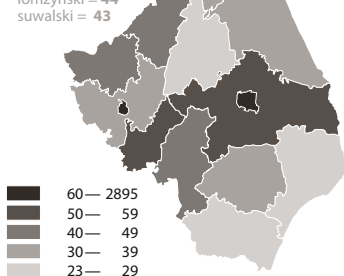 łomżyński = 44
suwalski = 43
60— 2895
50— 59
40— 49
30— 39
23— 29